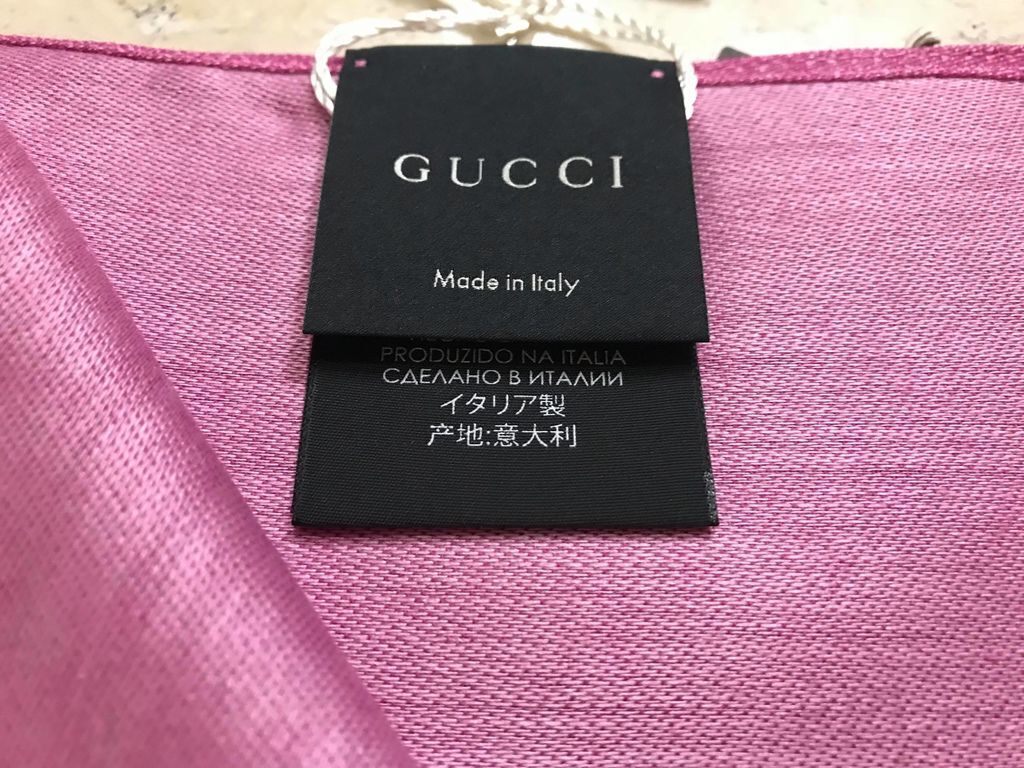 GUCCI
Made in Italy
PRODUZIDO NA ITALIA
СДЕЛАНО В ИТАЛИИ
イタリア製
产地:意大利